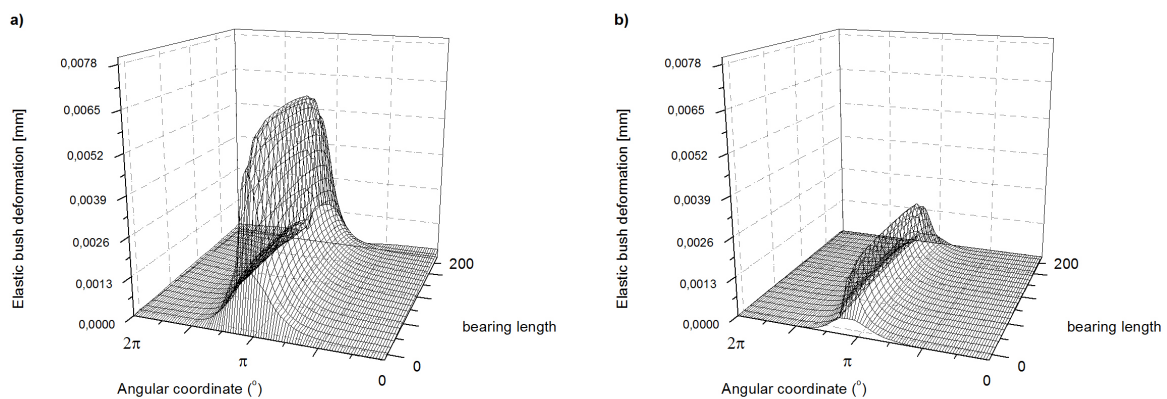 a)
Elastic bush deformation [mm]
0,0078
0,0065
0,0052
0,0039
0,0026
0,0013
0,0000
2π
π
0
Angular coordinate (°)
0
200
bearing length
b)
Elastic bush deformation [mm]
0,0078
0,0065
0,0052
0,0039
0,0026
0,0013
0,0000
2π
π
0
Angular coordinate (°)
0
200
bearing length